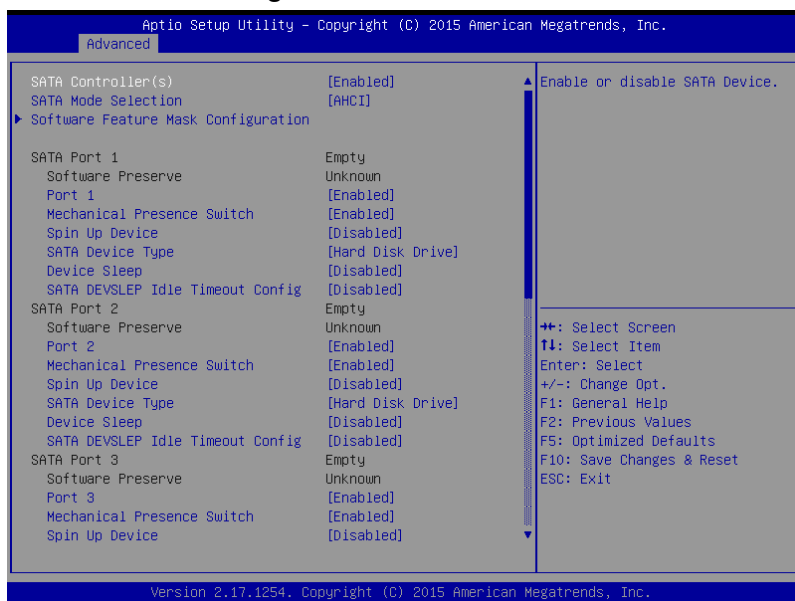 Aptio Setup Utility – Copyright (C) 2015 American Megatrends, Inc.
Advanced
SATA Controller(s) [Enabled]
SATA Mode Selection [AHCI]
Software Feature Mask Configuration
SATA Port 1 Empty
Software Preserve Unknown
Port 1 [Enabled]
Mechanical Presence Switch [Enabled]
Spin Up Device [Disabled]
SATA Device Type [Hard Disk Drive]
Device Sleep [Disabled]
SATA DEVSLEP Idle Timeout Config [Disabled]
SATA Port 2 Empty
Software Preserve Unknown
Port 2 [Enabled]
Mechanical Presence Switch [Enabled]
Spin Up Device [Disabled]
SATA Device Type [Hard Disk Drive]
Device Sleep [Disabled]
SATA DEVSLEP Idle Timeout Config [Disabled]
SATA Port 3 Empty
Software Preserve Unknown
Port 3 [Enabled]
Mechanical Presence Switch [Enabled]
Spin Up Device [Disabled]
Enable or disable SATA Device.
→←: Select Screen
↑↓: Select Item
Enter: Select
+/-: Change Opt.
F1: General Help
F2: Previous Values
F5: Optimized Defaults
F10: Save Changes & Reset
ESC: Exit
Version 2.17.1254. Copyright (C) 2015 American Megatrends, Inc.